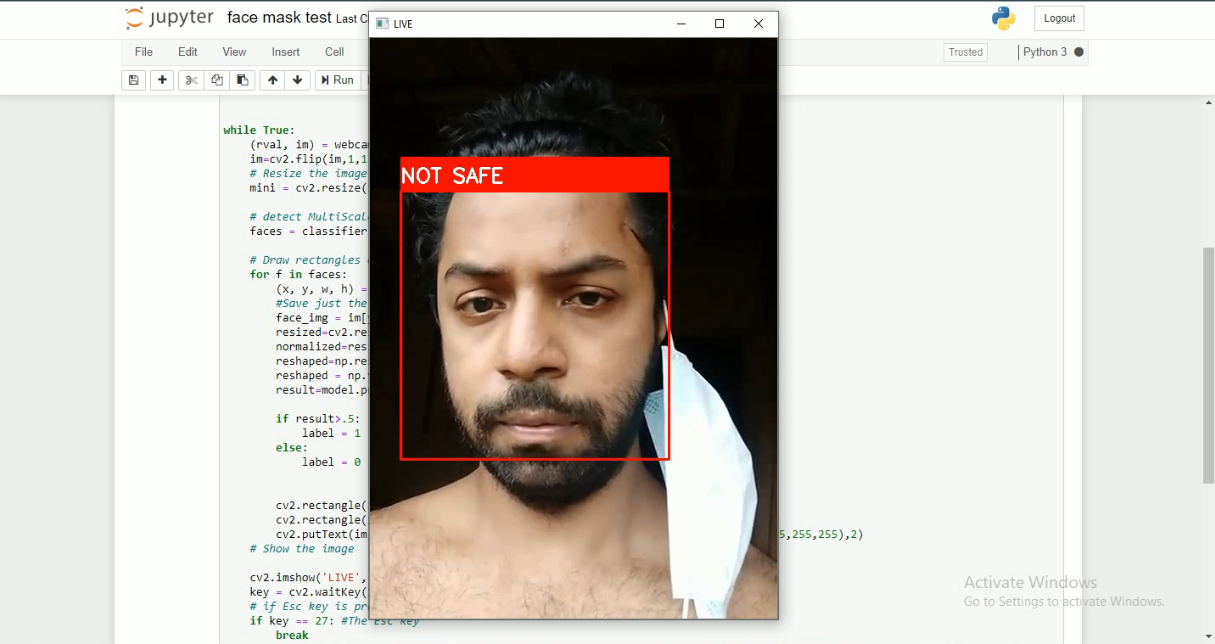 jupyter face mask test Last C
LIVE
Logout
File Edit View Insert Cell
Trusted
Python 3
Run
while True:
(rval, im) = webca
im=cv2.flip(im,1,1
# Resize the image
mini = cv2.resize(
# detect MultiScal
faces = classifier
# Draw rectangles
for f in faces:
(x, y, w, h) =
#Save just the
face_img = im[
resized=cv2.re
normalized=res
reshaped=np.re
reshaped = np.
result=model.p
if result>.5:
label = 1
else:
label = 0
cv2.rectangle(
cv2.rectangle(
cv2.putText(im
5,255,255),2)
# Show the image
cv2.imshow('LIVE',
key = cv2.waitKey(
# if Esc key is pr
if key == 27: #The Esc key
break
NOT SAFE
Activate Windows
Go to Settings to activate Windows.